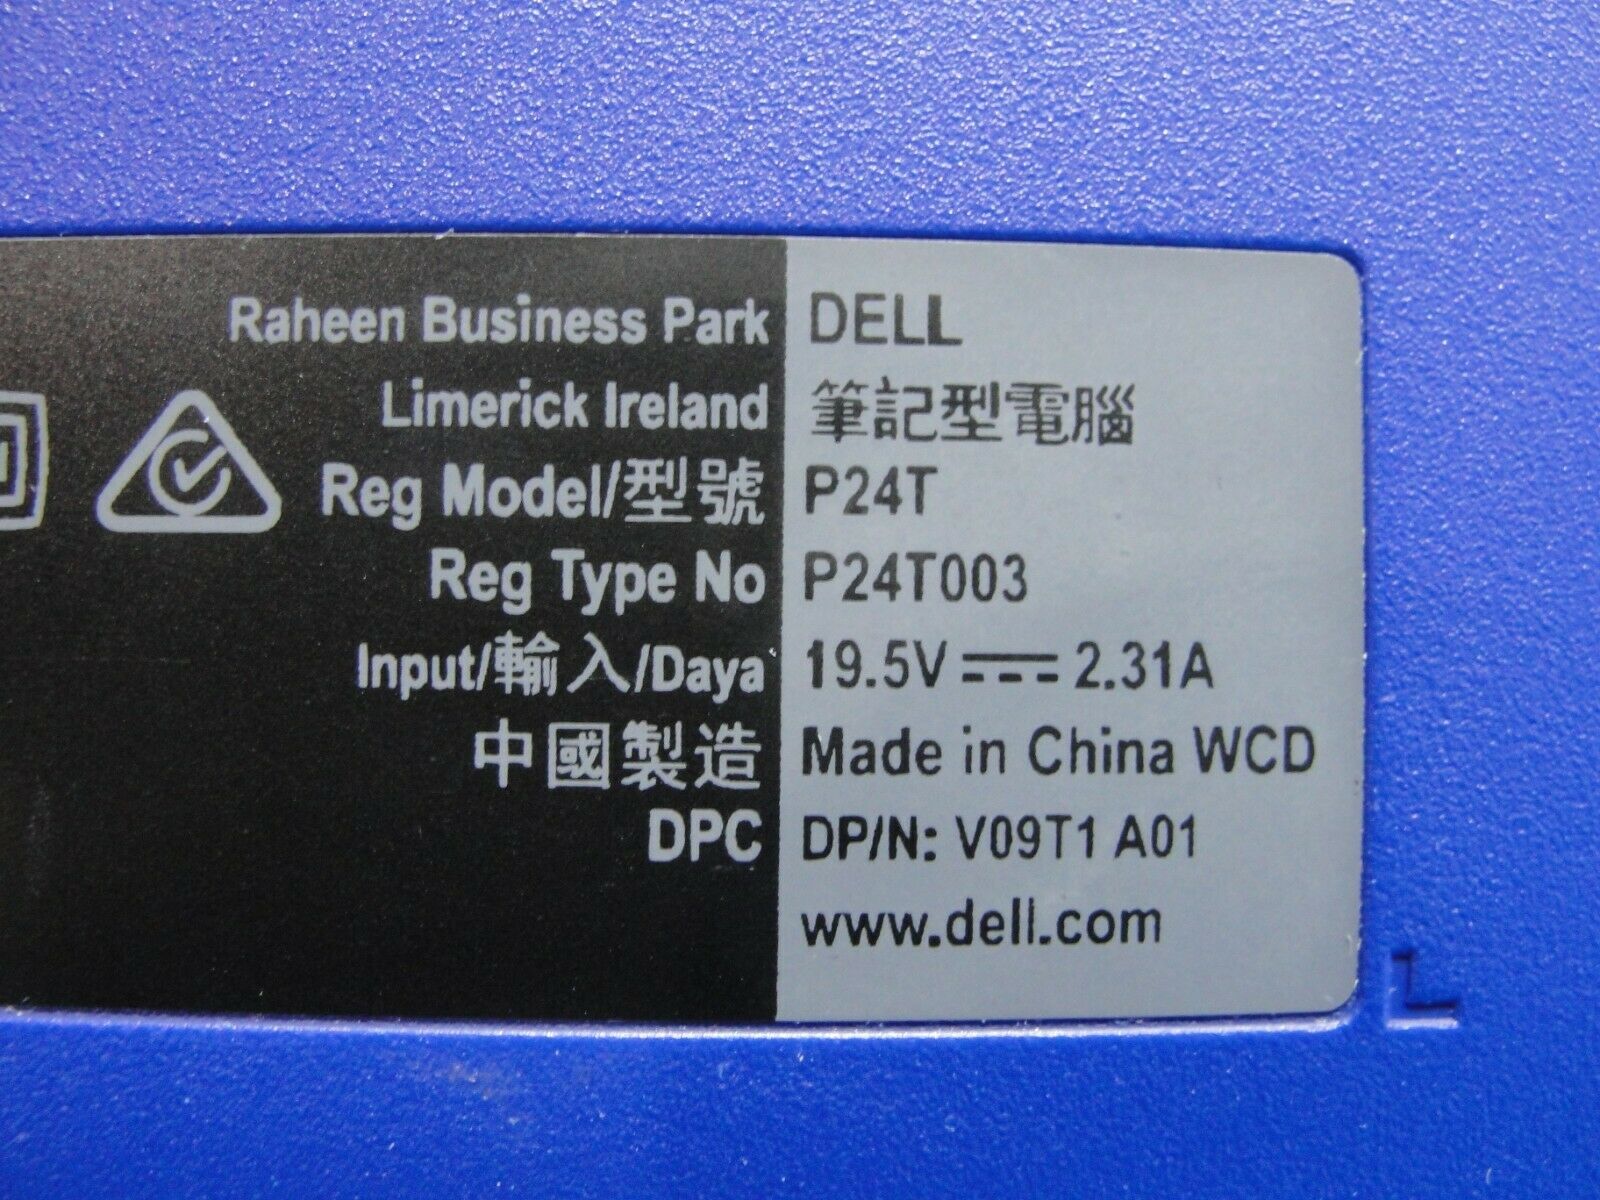 Raheen Business Park DELL
Limerick Ireland 筆記型電腦
Reg Model/型號 P24T
Reg Type No P24T003
Input/輸入/Daya 19.5V ⎓ 2.31A
中國製造 Made in China WCD
DPC DP/N: V09T1 A01
www.dell.com
L